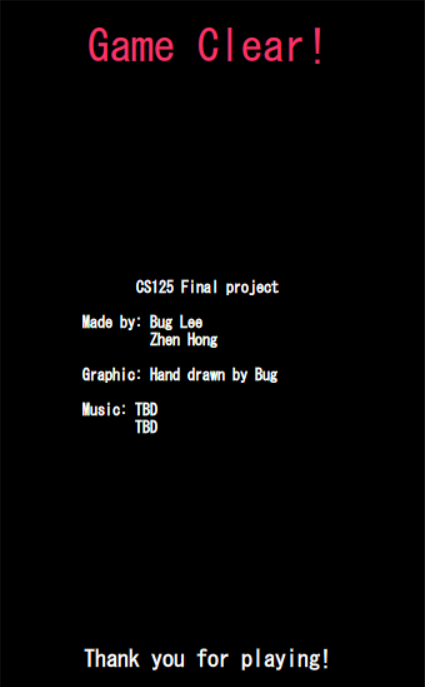 Game Clear!
CS125 Final project
Made by: Bug Lee
Zhen Hong
Graphic: Hand drawn by Bug
Music: TBD
TBD
Thank you for playing!